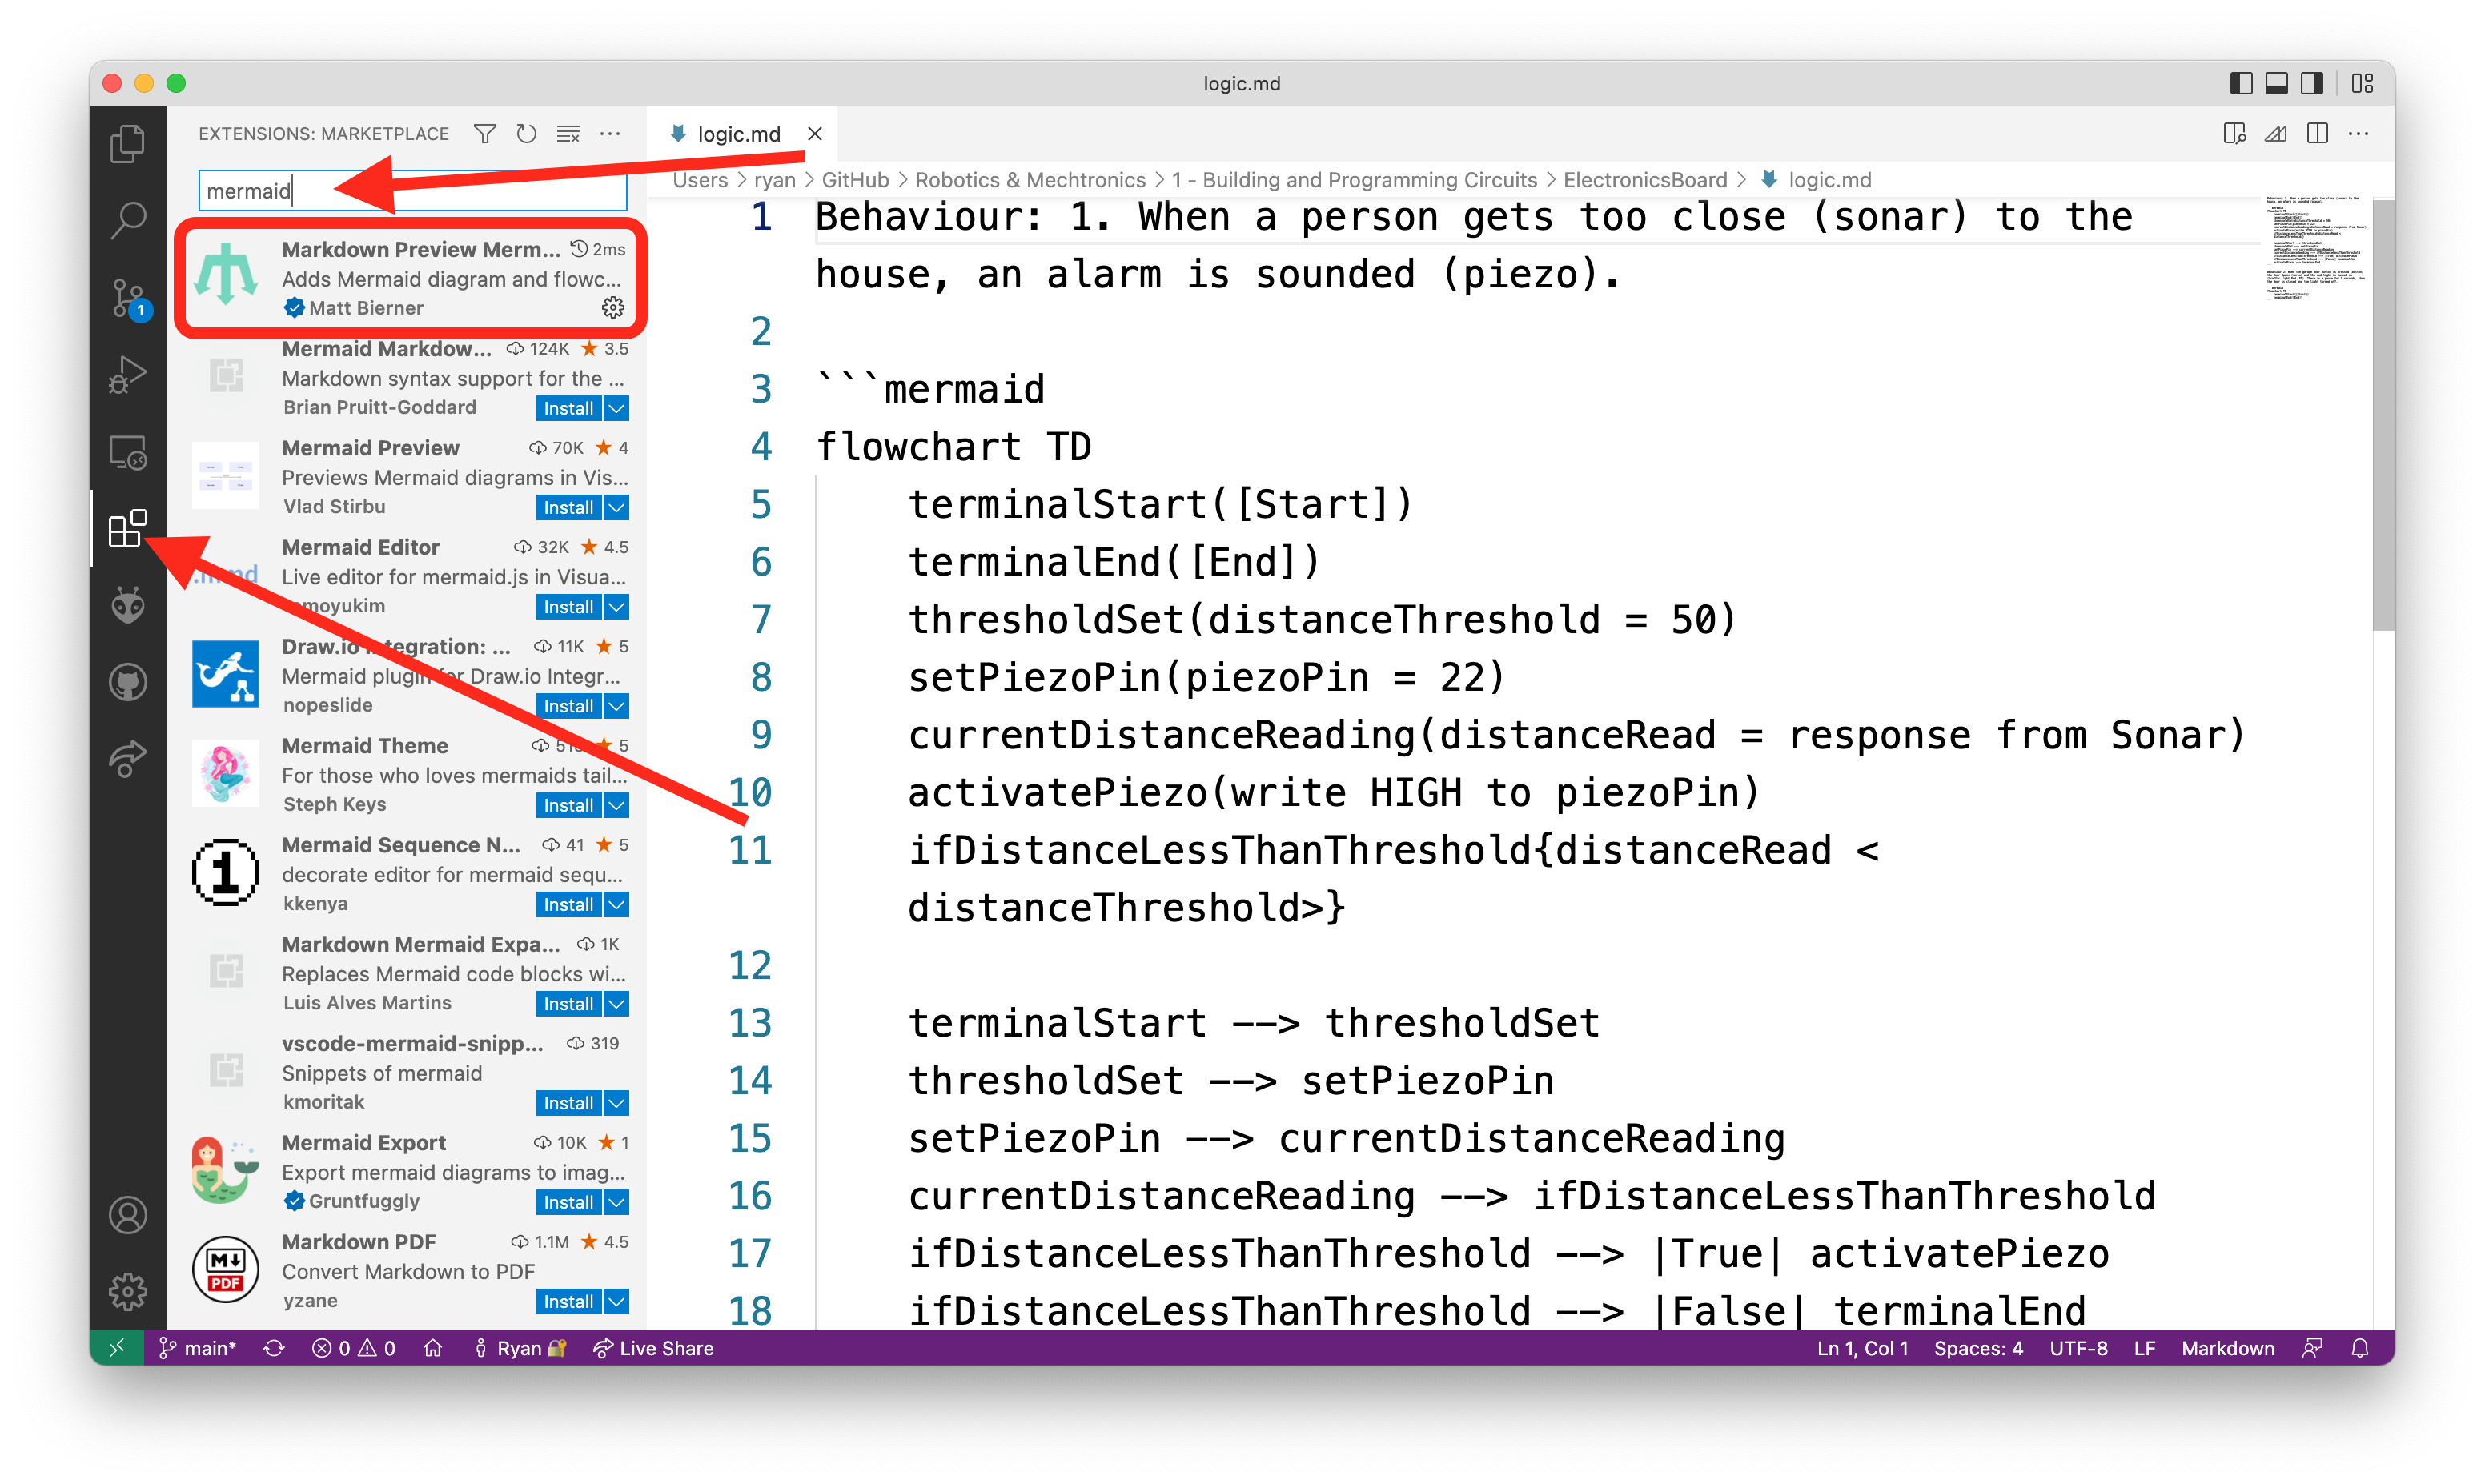 logic.md
EXTENSIONS: MARKETPLACE
mermaid
Markdown Preview Merm... 2ms
Adds Mermaid diagram and flowc...
Matt Bierner
Mermaid Markdow... 124K 3.5
Markdown syntax support for the ...
Brian Pruitt-Goddard Install
Mermaid Preview 70K 4
Previews Mermaid diagrams in Vis...
Vlad Stirbu Install
Mermaid Editor 32K 4.5
Live editor for mermaid.js in Visua...
Install
Draw.io Integration: ... 11K 5
Mermaid plugin for Draw.io Integr...
nopeslide Install
Mermaid Theme 5
For those who loves mermaids tail...
Steph Keys Install
Mermaid Sequence N... 41 5
decorate editor for mermaid sequ...
kkenya Install
1
Markdown Mermaid Expa... 1K
Replaces Mermaid code blocks wi...
Luis Alves Martins Install
vscode-mermaid-snipp... 319
Snippets of mermaid
kmoritak Install
Mermaid Export 10K 1
Export mermaid diagrams to imag...
Gruntfuggly Install
Markdown PDF 1.1M 4.5
Convert Markdown to PDF
yzane Install
M PDF
1
logic.md
Users > ryan > GitHub > Robotics & Mechtronics > 1 - Building and Programming Circuits > ElectronicsBoard > logic.md
1 Behaviour: 1. When a person gets too close (sonar) to the
house, an alarm is sounded (piezo).
2
3 ```mermaid
4 flowchart TD
5 terminalStart([Start])
6 terminalEnd([End])
7 thresholdSet(distanceThreshold = 50)
8 setPiezoPin(piezoPin = 22)
9 currentDistanceReading(distanceRead = response from Sonar)
10 activatePiezo(write HIGH to piezoPin)
11 ifDistanceLessThanThreshold{distanceRead <
distanceThreshold>}
12
13 terminalStart --> thresholdSet
14 thresholdSet --> setPiezoPin
15 setPiezoPin --> currentDistanceReading
16 currentDistanceReading --> ifDistanceLessThanThreshold
17 ifDistanceLessThanThreshold --> |True| activatePiezo
18 ifDistanceLessThanThreshold --> |False| terminalEnd
main* 0 0 Ryan Live Share Ln 1, Col 1 Spaces: 4 UTF-8 LF Markdown